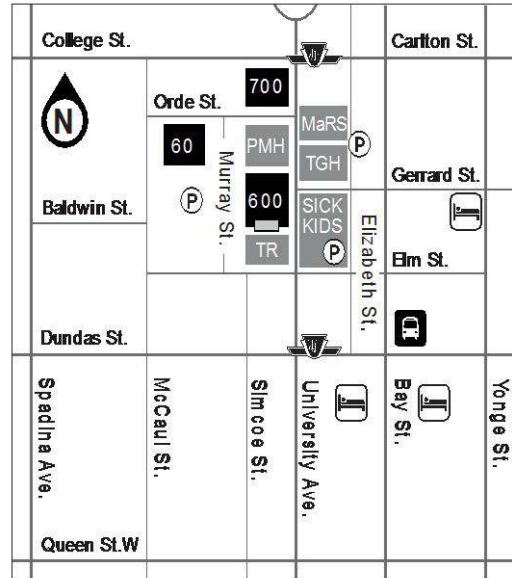 College St.
Carlton St.
700
Orde St.
N
MaRS
60
PMH
P
TGH
Gerrard St.
Murray St.
P
600
SICK
KIDS
Baldwin St.
P
TR
Elizabeth St.
Elm St.
Dundas St.
Spadina Ave.
McCaul St.
Simcoe St.
University Ave.
Bay St.
Yonge St.
Queen St.W